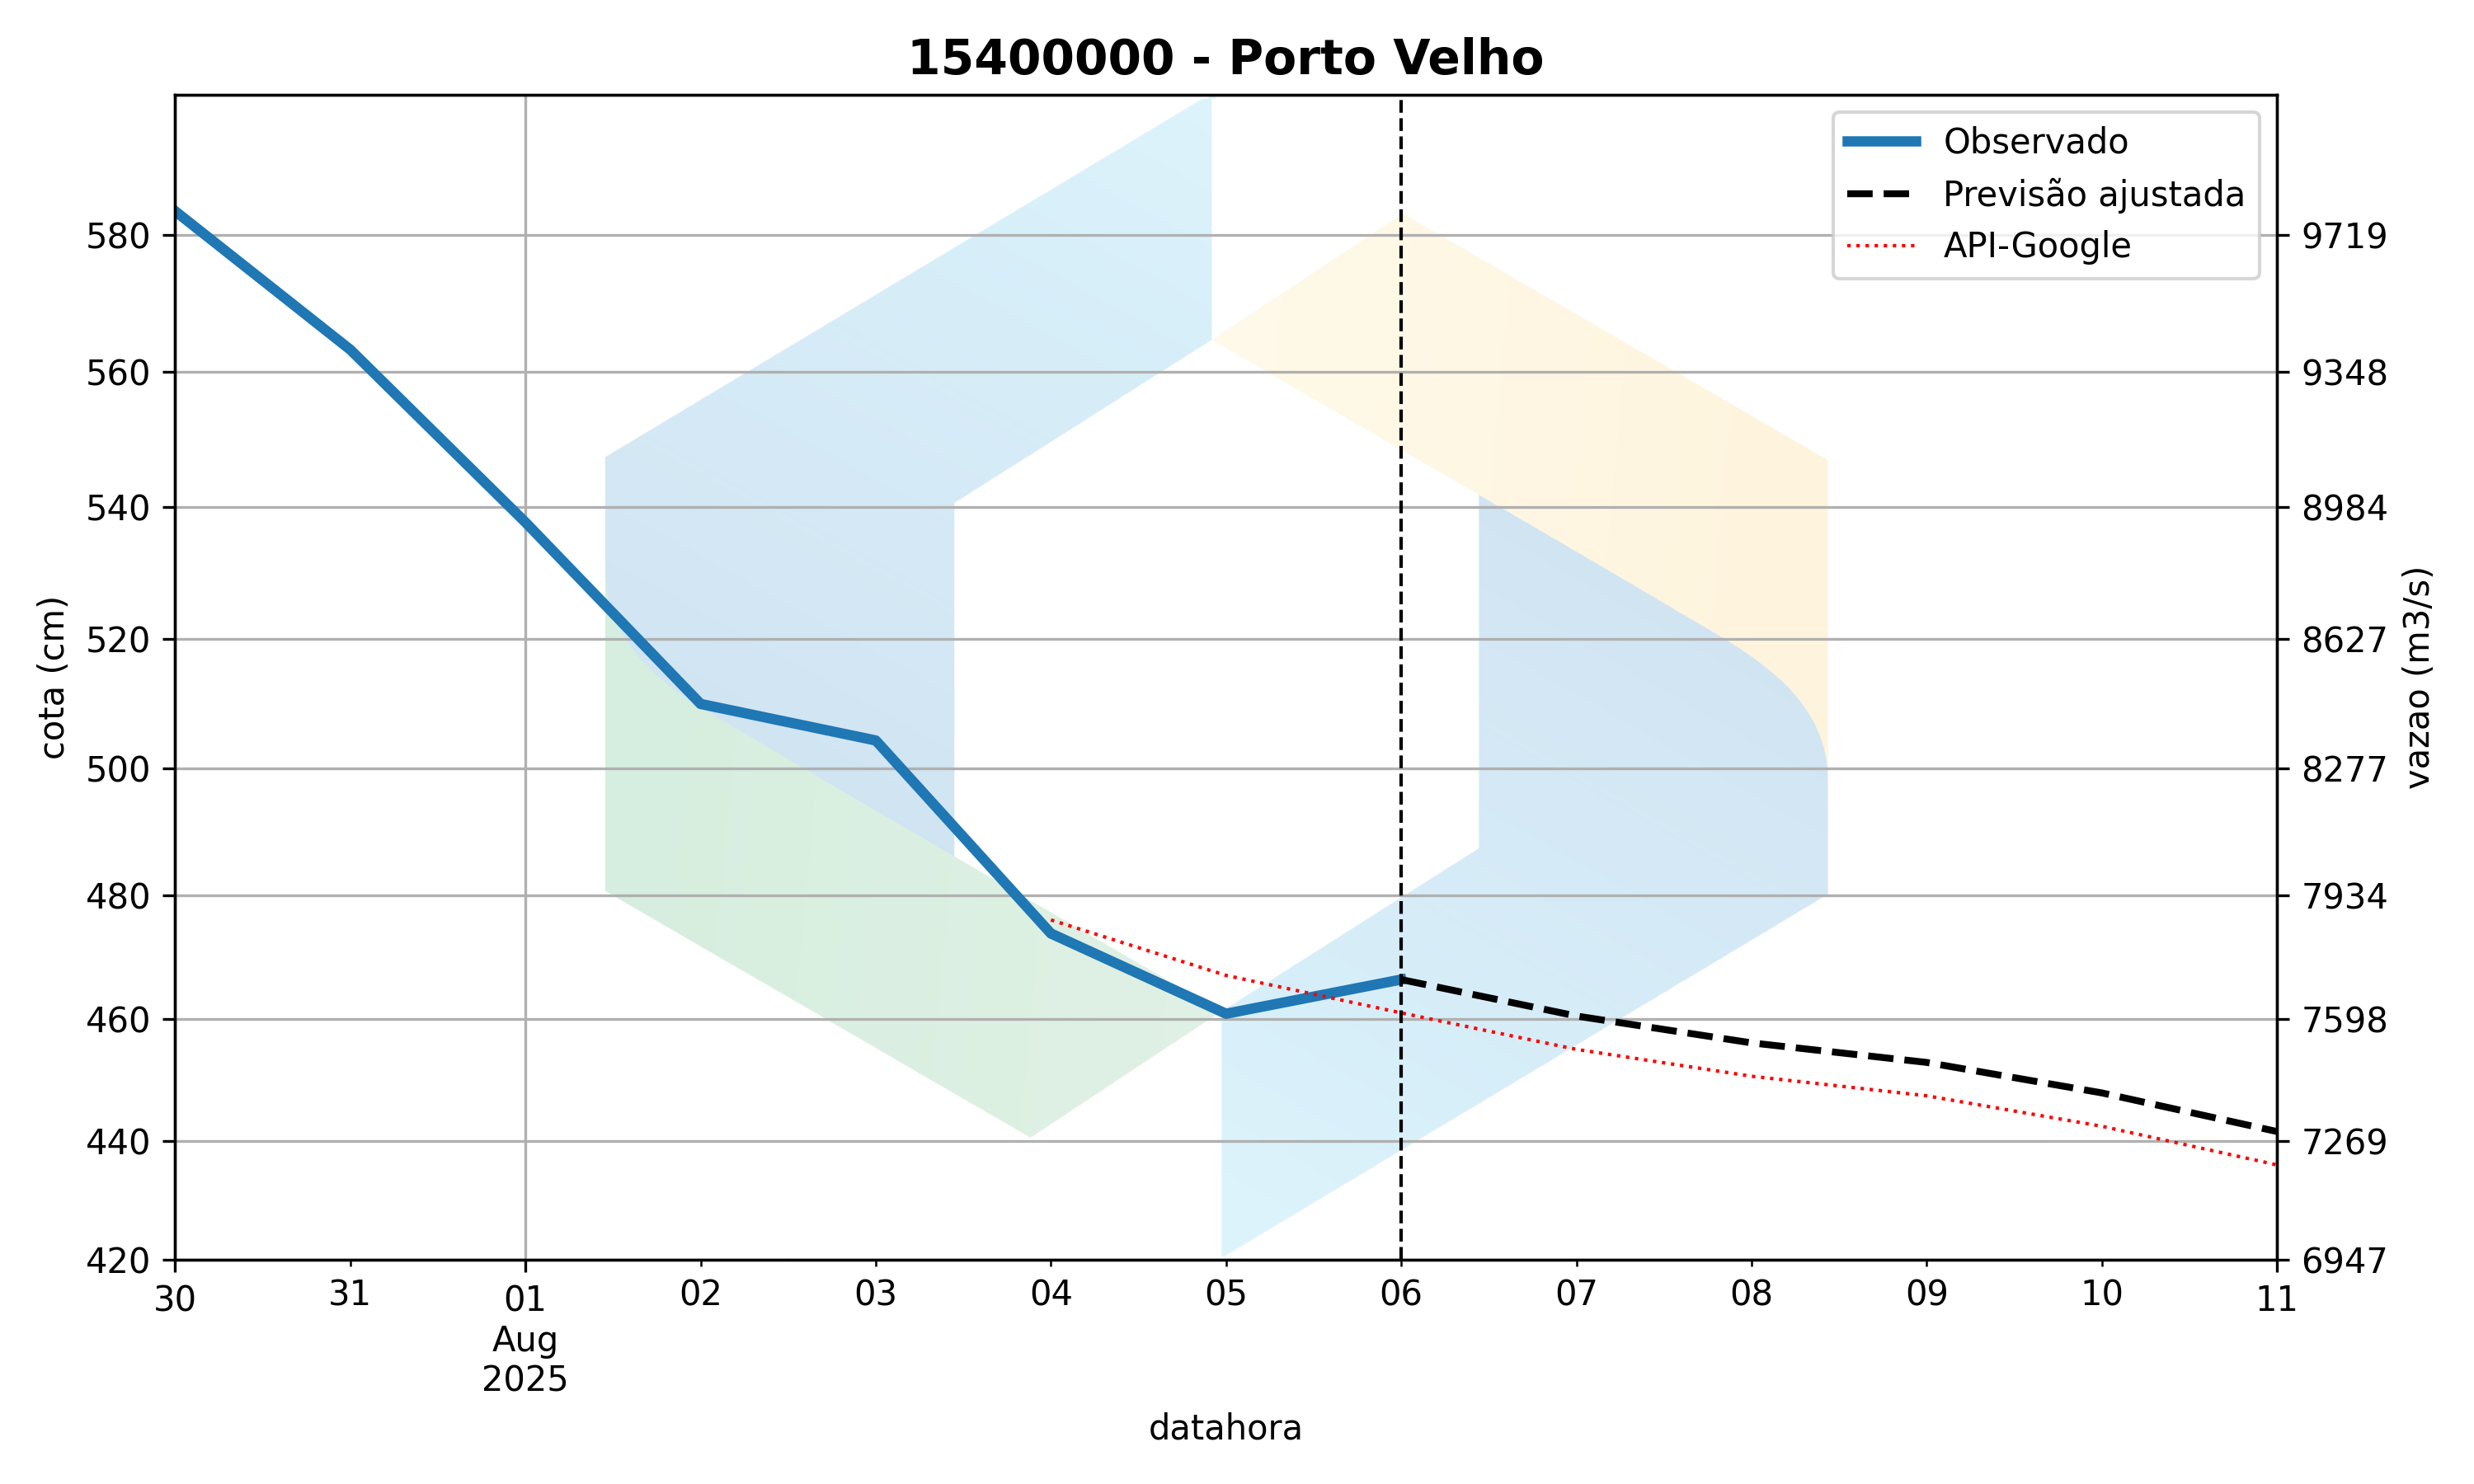 15400000 - Porto Velho
Observado
Previsão ajustada
API-Google
580
560
540
520
500
480
460
440
420
cota (cm)
9719
9348
8984
8627
8277
7934
7598
7269
6947
vazao (m3/s)
30 31 01 02 03 04 05 06 07 08 09 10 11
Aug
2025
datahora